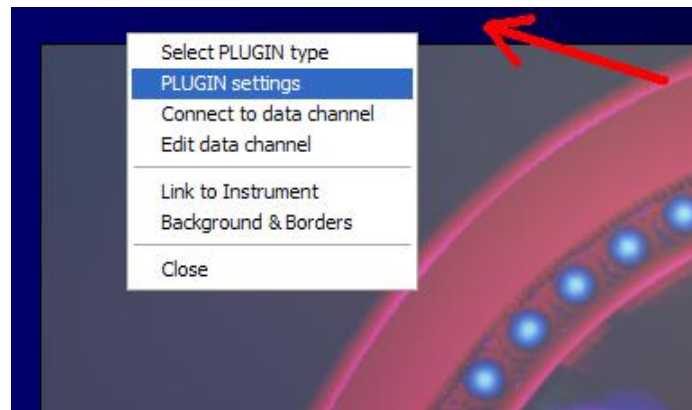 Select PLUGIN type
PLUGIN settings
Connect to data channel
Edit data channel
Link to Instrument
Background & Borders
Close